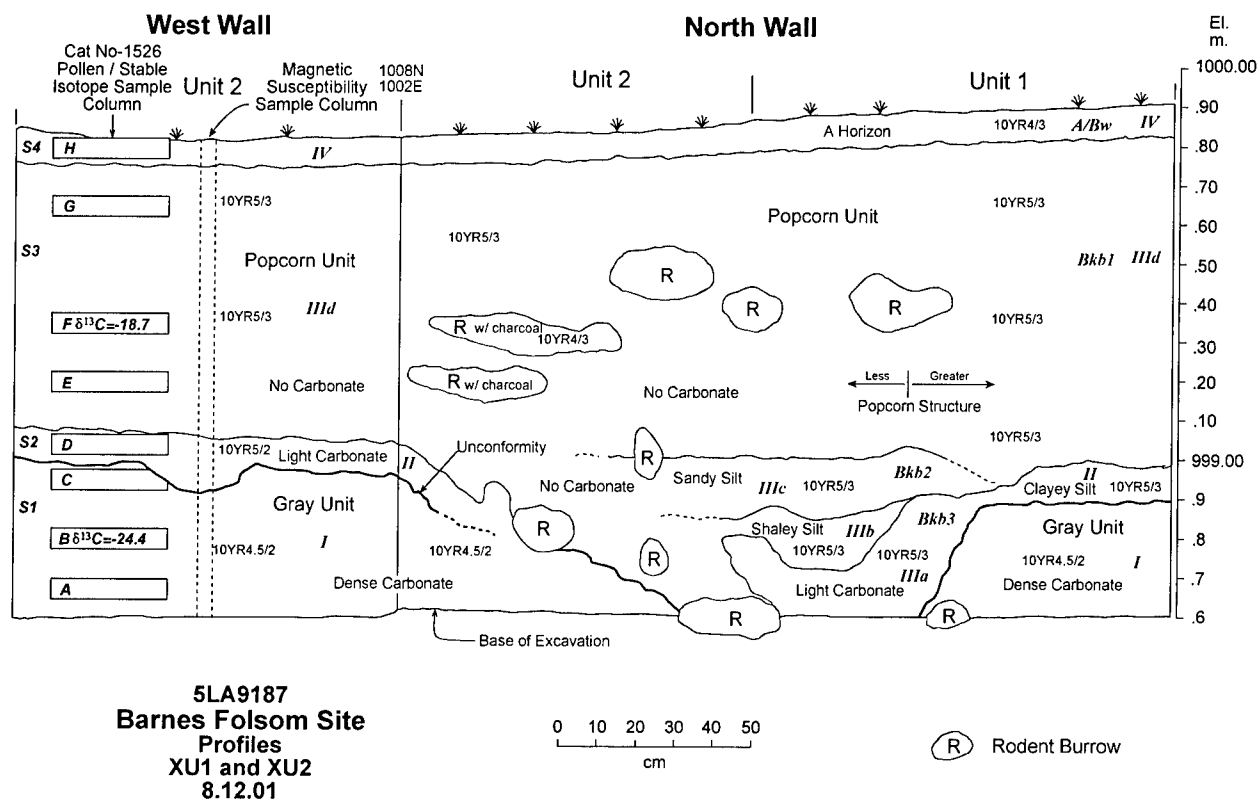 West Wall
North Wall
El.
m.
Cat No-1526
Pollen / Stable
Isotope Sample
Column
Unit 2
Magnetic
Susceptibility
Sample Column
1008N
1002E
Unit 2
Unit 1
1000.00
.90
.80
.70
.60
.50
.40
.30
.20
.10
999.00
.9
.8
.7
.6
S4
H
IV
A Horizon
10YR4/3
A/Bw
IV
G
10YR5/3
10YR5/3
Popcorn Unit
10YR5/3
S3
Popcorn Unit
R
Bkb1
IIId
F δ¹³C=-18.7
10YR5/3
IIId
R w/ charcoal
10YR4/3
R
R
10YR5/3
E
No Carbonate
R w/ charcoal
No Carbonate
Less
Greater
Popcorn Structure
S2
D
10YR5/2
Light Carbonate
II
Unconformity
R
10YR5/3
C
No Carbonate
Sandy Silt
IIIc
10YR5/3
Bkb2
II
Clayey Silt
10YR5/3
S1
Gray Unit
R
Shaley Silt
IIIb
Bkb3
Gray Unit
B δ¹³C=-24.4
10YR4.5/2
I
10YR4.5/2
R
10YR5/3
10YR5/3
10YR4.5/2
I
A
Dense Carbonate
Light Carbonate
IIIa
Dense Carbonate
R
R
Base of Excavation
5LA9187
Barnes Folsom Site
Profiles
XU1 and XU2
8.12.01
0 10 20 30 40 50
cm
R
Rodent Burrow